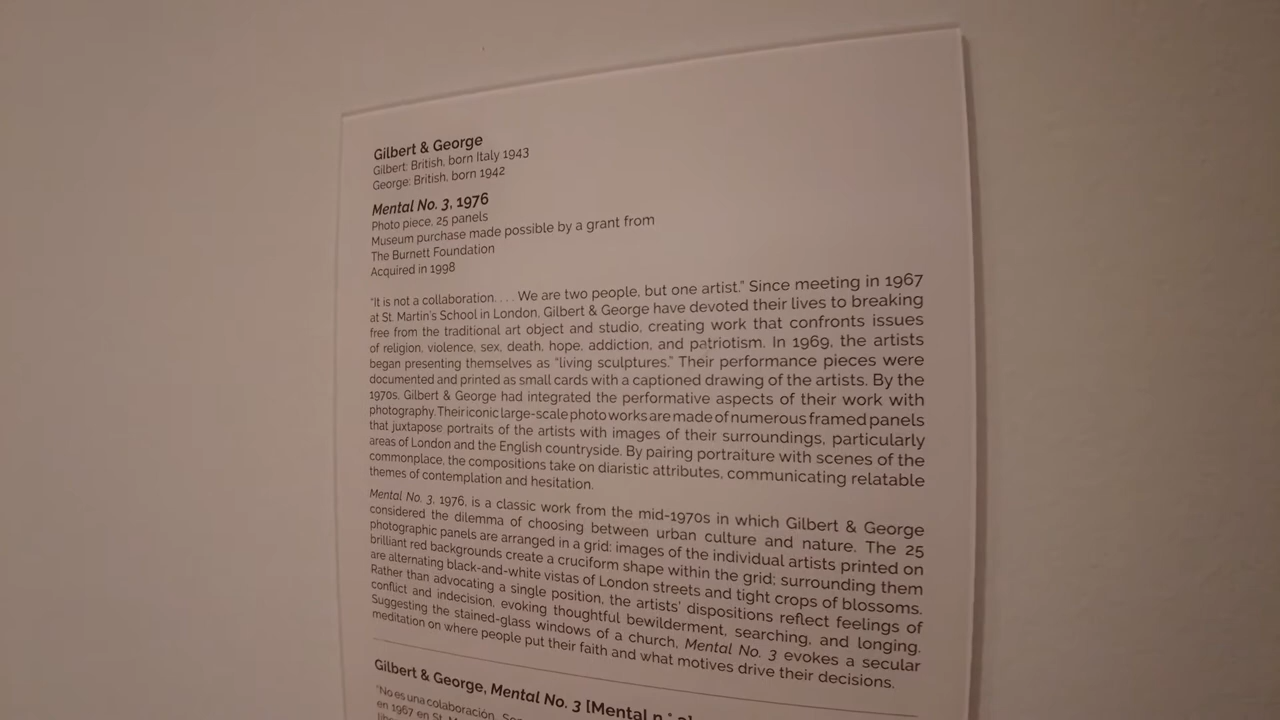 Gilbert & George
Gilbert: British, born Italy 1943
George: British, born 1942
Mental No. 3, 1976
Photo piece, 25 panels
Museum purchase made possible by a grant from
The Burnett Foundation
Acquired in 1998
“It is not a collaboration. . . . We are two people, but one artist.” Since meeting in 1967
at St. Martin's School in London, Gilbert & George have devoted their lives to breaking
free from the traditional art object and studio, creating work that confronts issues
of religion, violence, sex, death, hope, addiction, and patriotism. In 1969, the artists
began presenting themselves as “living sculptures.” Their performance pieces were
documented and printed as small cards with a captioned drawing of the artists. By the
1970s, Gilbert & George had integrated the performative aspects of their work with
photography. Their iconic large-scale photo works are made of numerous framed panels
that juxtapose portraits of the artists with images of their surroundings, particularly
areas of London and the English countryside. By pairing portraiture with scenes of the
commonplace, the compositions take on diaristic attributes, communicating relatable
themes of contemplation and hesitation.
Mental No. 3, 1976, is a classic work from the mid-1970s in which Gilbert & George
considered the dilemma of choosing between urban culture and nature. The 25
photographic panels are arranged in a grid; images of the individual artists printed on
brilliant red backgrounds create a cruciform shape within the grid; surrounding them
are alternating black-and-white vistas of London streets and tight crops of blossoms.
Rather than advocating a single position, the artists' dispositions reflect feelings of
conflict and indecision, evoking thoughtful bewilderment, searching, and longing.
Suggesting the stained-glass windows of a church, Mental No. 3 evokes a secular
meditation on where people put their faith and what motives drive their decisions.
Gilbert & George, Mental No. 3 [Mental n.°
“No es una colaboración.
en 1967 en St.